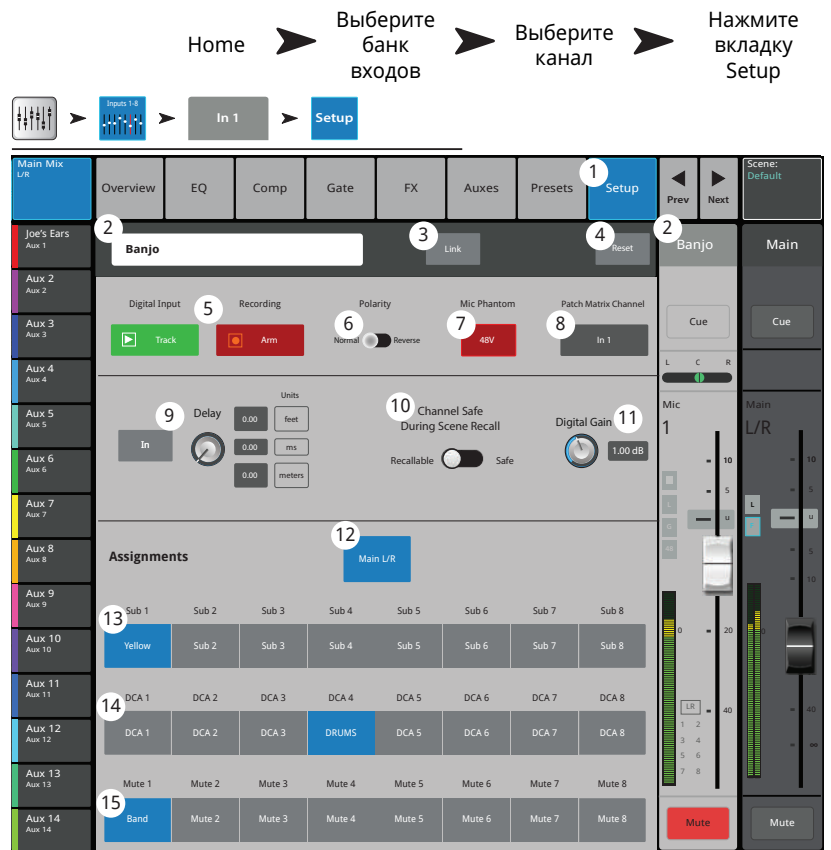 Home
Выберите
банк
входов
Выберите
канал
Нажмите
вкладку
Setup
Inputs 1-8
In 1
Setup
Main Mix
L/R
Overview
EQ
Comp
Gate
FX
Auxes
Presets
1
Setup
Prev
Next
Scene:
Default
Joe's Ears
Aux 1
Aux 2
Aux 2
Aux 3
Aux 3
Aux 4
Aux 4
Aux 5
Aux 5
Aux 6
Aux 6
Aux 7
Aux 7
Aux 8
Aux 8
Aux 9
Aux 9
Aux 10
Aux 10
Aux 11
Aux 11
Aux 12
Aux 12
Aux 13
Aux 13
Aux 14
Aux 14
2
Banjo
3
Link
4
Reset
Digital Input
5
Recording
Track
Arm
Polarity
6
Normal
Reverse
Mic Phantom
7
48V
Patch Matrix Channel
8
In 1
9
In
Delay
Units
0.00 feet
0.00 ms
0.00 meters
10
Channel Safe
During Scene Recall
Recallable
Safe
Digital Gain
11
1.00 dB
Assignments
12
Main L/R
Sub 1 Sub 2 Sub 3 Sub 4 Sub 5 Sub 6 Sub 7 Sub 8
13
Yellow Sub 2 Sub 3 Sub 4 Sub 5 Sub 6 Sub 7 Sub 8
DCA 1 DCA 2 DCA 3 DCA 4 DCA 5 DCA 6 DCA 7 DCA 8
14
DCA 1 DCA 2 DCA 3 DRUMS DCA 5 DCA 6 DCA 7 DCA 8
Mute 1 Mute 2 Mute 3 Mute 4 Mute 5 Mute 6 Mute 7 Mute 8
15
Band Mute 2 Mute 3 Mute 4 Mute 5 Mute 6 Mute 7 Mute 8
2
Banjo
Cue
L C R
Mic
1
10
5
L
G
u
5
10
0
20
LR
40
1 2
3 4
5 6
7 8
Mute
Main
Cue
Main
L/R
10
5
L
u
5
10
0
20
40
∞
Mute